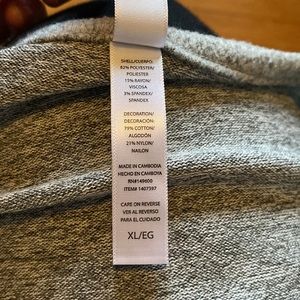 SHELL/CUERPO:
82% POLYESTER/
POLIESTER
15% RAYON/
VISCOSA
3% SPANDEX/
SPANDEX
DECORATION/
DECORACIÓN:
79% COTTON/
ALGODÓN
21% NYLON/
NAILON
MADE IN CAMBODIA
HECHO EN CAMBOYA
RN#149600
ITEM# 1407397
CARE ON REVERSE
VER AL REVERSO
PARA EL CUIDADO
XL/EG